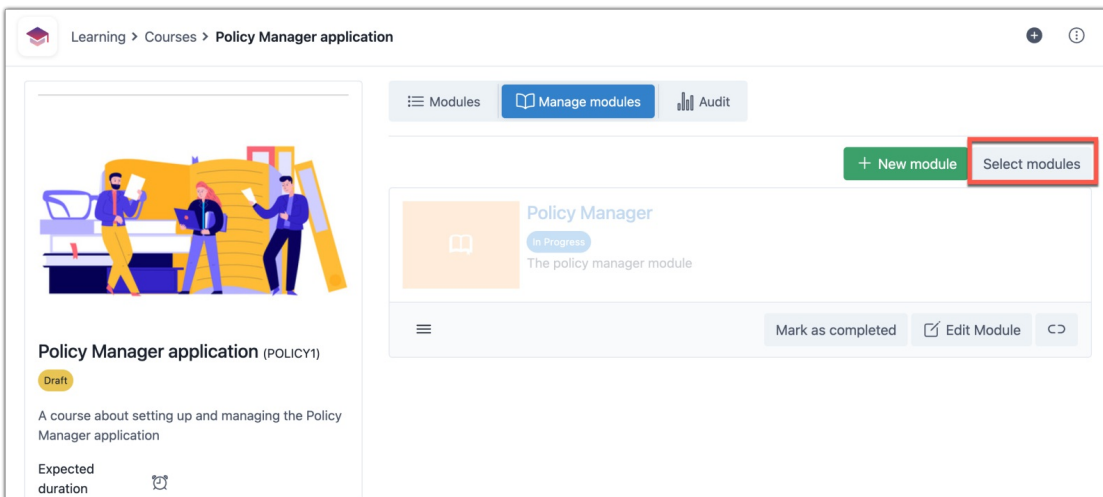 Learning > Courses > Policy Manager application
Modules
Manage modules
Audit
+ New module
Select modules
Policy Manager
In Progress
The policy manager module
Mark as completed
Edit Module
Policy Manager application (POLICY1)
Draft
A course about setting up and managing the Policy
Manager application
Expected
duration